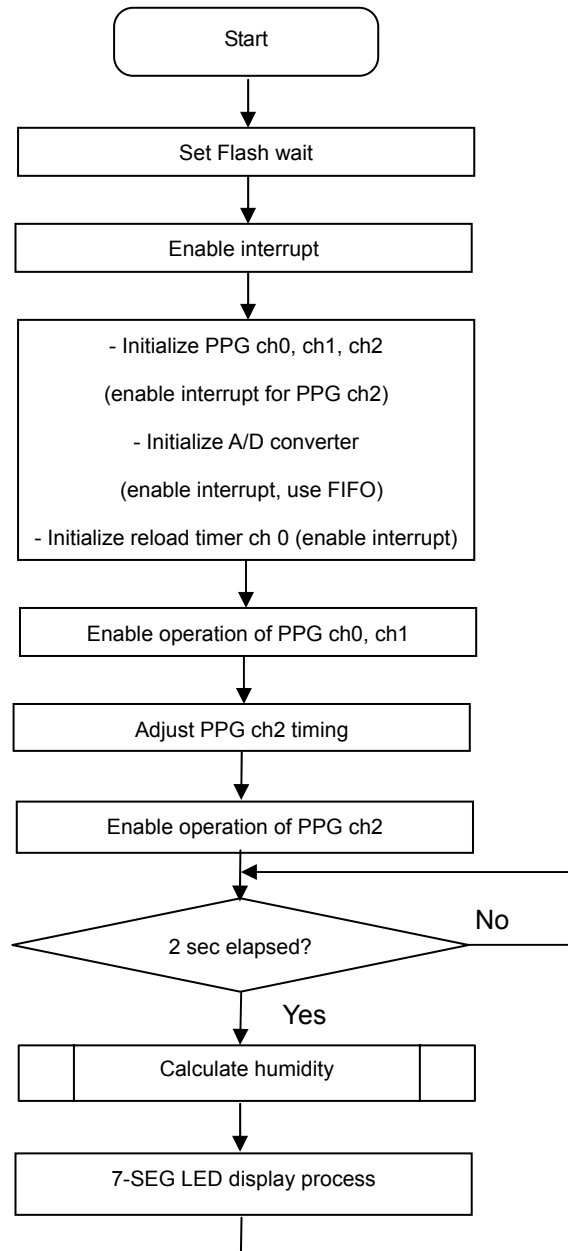 Start
Set Flash wait
Enable interrupt
- Initialize PPG ch0, ch1, ch2
(enable interrupt for PPG ch2)
- Initialize A/D converter
(enable interrupt, use FIFO)
- Initialize reload timer ch 0 (enable interrupt)
Enable operation of PPG ch0, ch1
Adjust PPG ch2 timing
Enable operation of PPG ch2
2 sec elapsed?
No
Yes
Calculate humidity
7-SEG LED display process